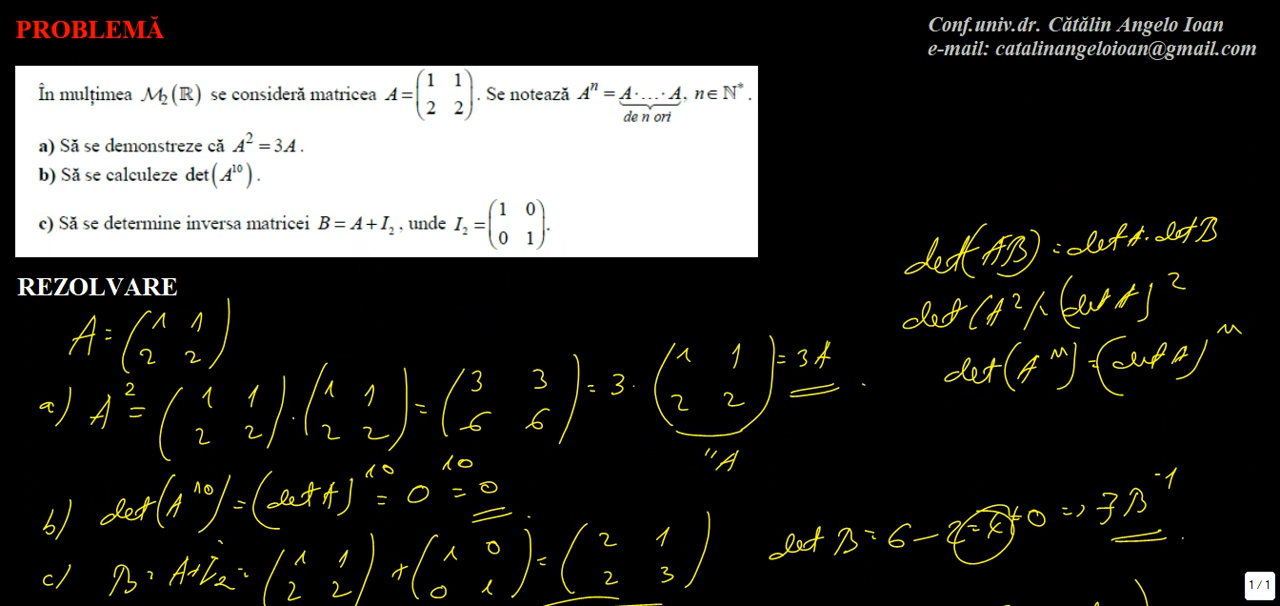 PROBLEMĂ
Conf.univ.dr. Cătălin Angelo Ioan
e-mail: catalinangeloioan@gmail.com
În mulțimea M₂(ℝ) se consideră matricea A = (1 1; 2 2). Se notează Aⁿ = A·…·A, n ∈ ℕ*.
de n ori
a) Să se demonstreze că A² = 3A.
b) Să se calculeze det(A¹⁰).
c) Să se determine inversa matricei B = A + I₂, unde I₂ = (1 0; 0 1).
REZOLVARE
det(AB) = det A · det B
det(A²) = (det A)²
det(Aⁿ) = (det A)ⁿ
A = (1 1; 2 2)
a) A² = (1 1; 2 2) · (1 1; 2 2) = (3 3; 6 6) = 3 · (1 1; 2 2) = 3A.
"A
b) det(A¹⁰) = (det A)¹⁰ = 0¹⁰ = 0.
c) B = A + I₂ = (1 1; 2 2) + (1 0; 0 1) = (2 1; 2 3)
det B = 6 − 2 = 4 ≠ 0 ⇒ ∃ B⁻¹.
1 / 1